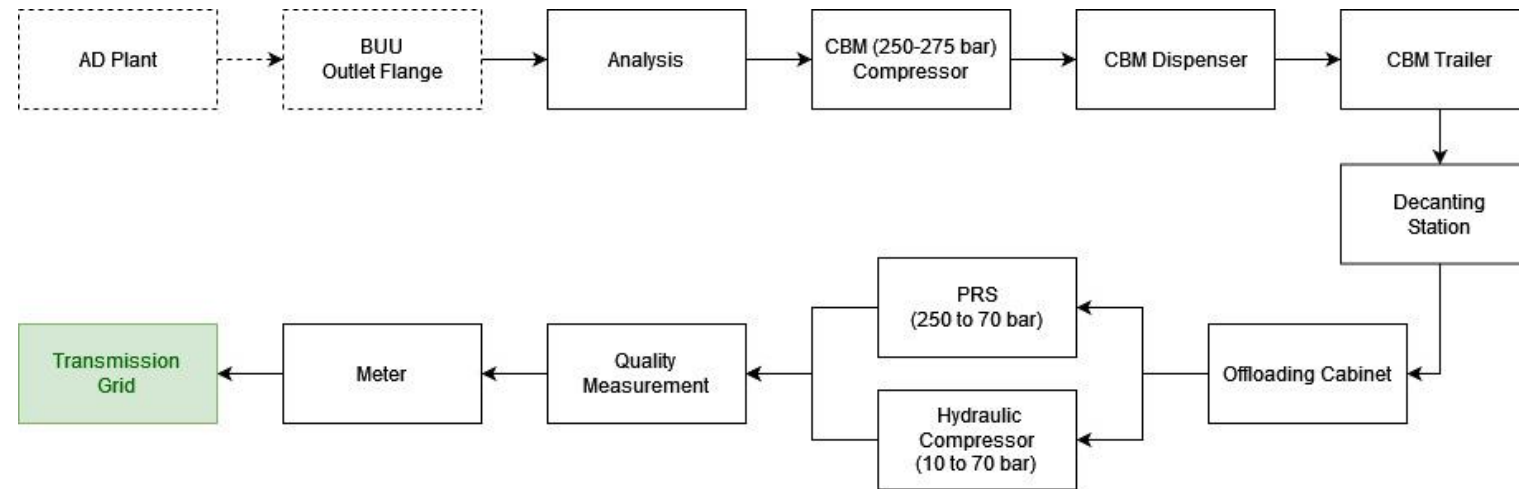 AD Plant
BUU
Outlet Flange
Analysis
CBM (250-275 bar)
Compressor
CBM Dispenser
CBM Trailer
Decanting
Station
Offloading Cabinet
PRS
(250 to 70 bar)
Hydraulic
Compressor
(10 to 70 bar)
Quality
Measurement
Meter
Transmission
Grid